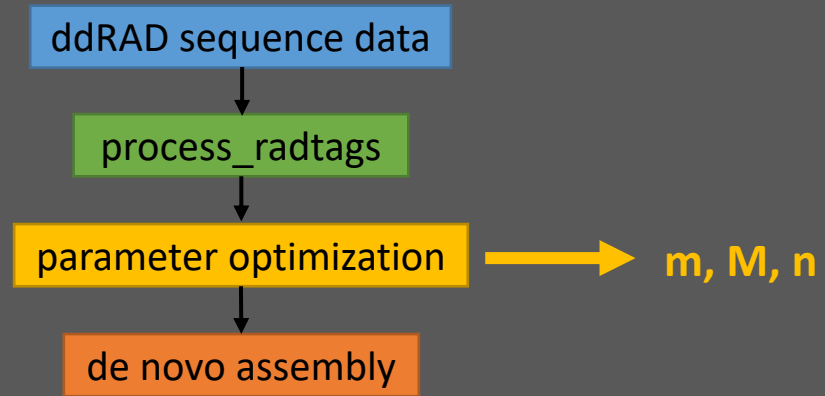 ddRAD sequence data
process_radtags
parameter optimization
m, M, n
de novo assembly